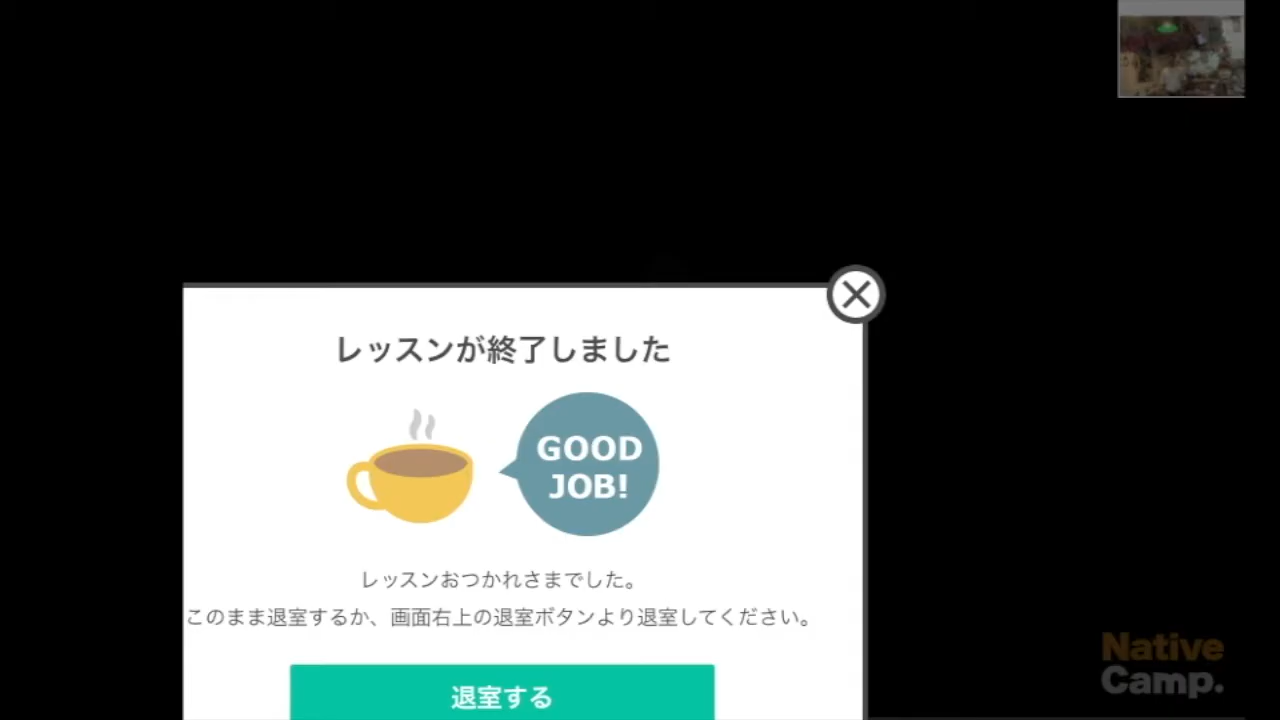 レッスンが終了しました
GOOD
JOB!
レッスンおつかれさまでした。
このまま退室するか、画面右上の退室ボタンより退室してください。
退室する
Native
Camp.